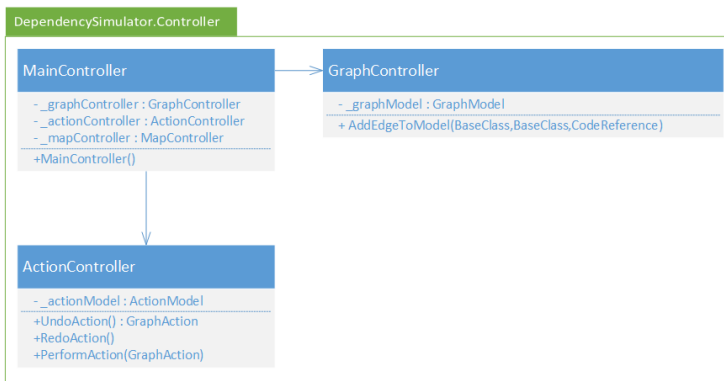 DependencySimulator.Controller
MainController
- _graphController : GraphController
- _actionController : ActionController
- _mapController : MapController
+MainController()
GraphController
- _graphModel : GraphModel
+ AddEdgeToModel(BaseClass,BaseClass,CodeReference)
ActionController
- _actionModel : ActionModel
+UndoAction() : GraphAction
+RedoAction()
+PerformAction(GraphAction)